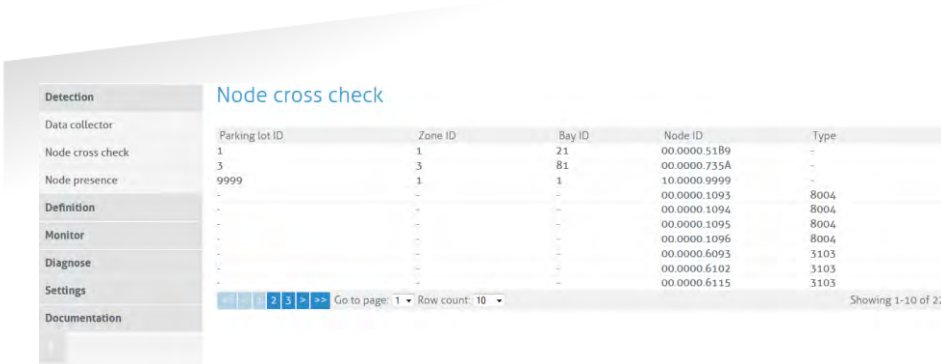 Detection
Data collector
Node cross check
Node presence
Definition
Monitor
Diagnose
Settings
Documentation
Node cross check
Parking lot ID Zone ID Bay ID Node ID Type
1 1 21 00.0000.51B9 -
3 3 81 00.0000.735A -
9999 1 1 10.0000.9999 -
- - - 00.0000.1093 8004
- - - 00.0000.1094 8004
- - - 00.0000.1095 8004
- - - 00.0000.1096 8004
- - - 00.0000.6093 3103
- - - 00.0000.6102 3103
- - - 00.0000.6115 3103
<< < 1 2 3 > >> Go to page: 1 Row count: 10 Showing 1-10 of 22